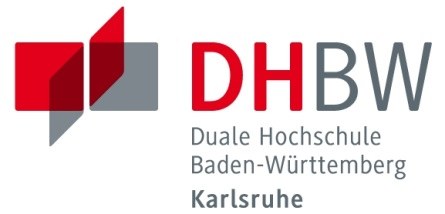 DHBW
Duale Hochschule
Baden-Württemberg
Karlsruhe